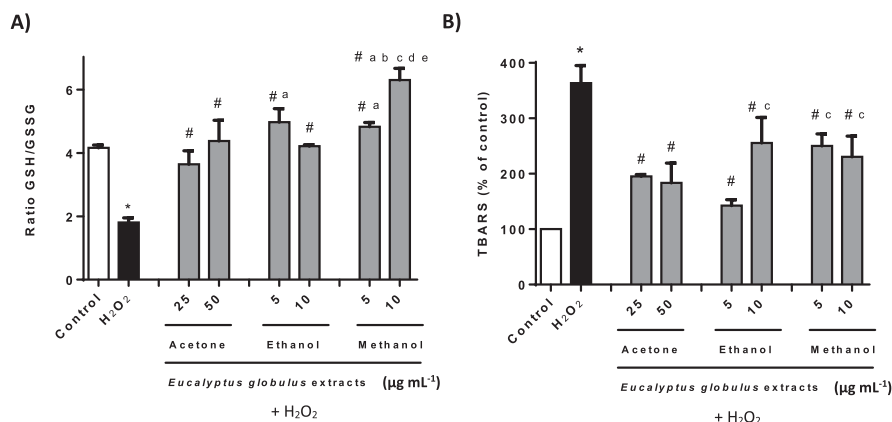 A)
Ratio GSH/GSSG
6
4
2
0
*
#
#
# a
#
# a
# a b c d e
Control
H₂O₂
25
50
5
10
5
10
Acetone
Ethanol
Methanol
Eucalyptus globulus extracts (µg mL⁻¹)
+ H₂O₂
B)
TBARS (% of control)
400
300
250
200
100
0
*
#
#
#
# c
# c
# c
Control
H₂O₂
25
50
5
10
5
10
Acetone
Ethanol
Methanol
Eucalyptus globulus extracts (µg mL⁻¹)
+ H₂O₂